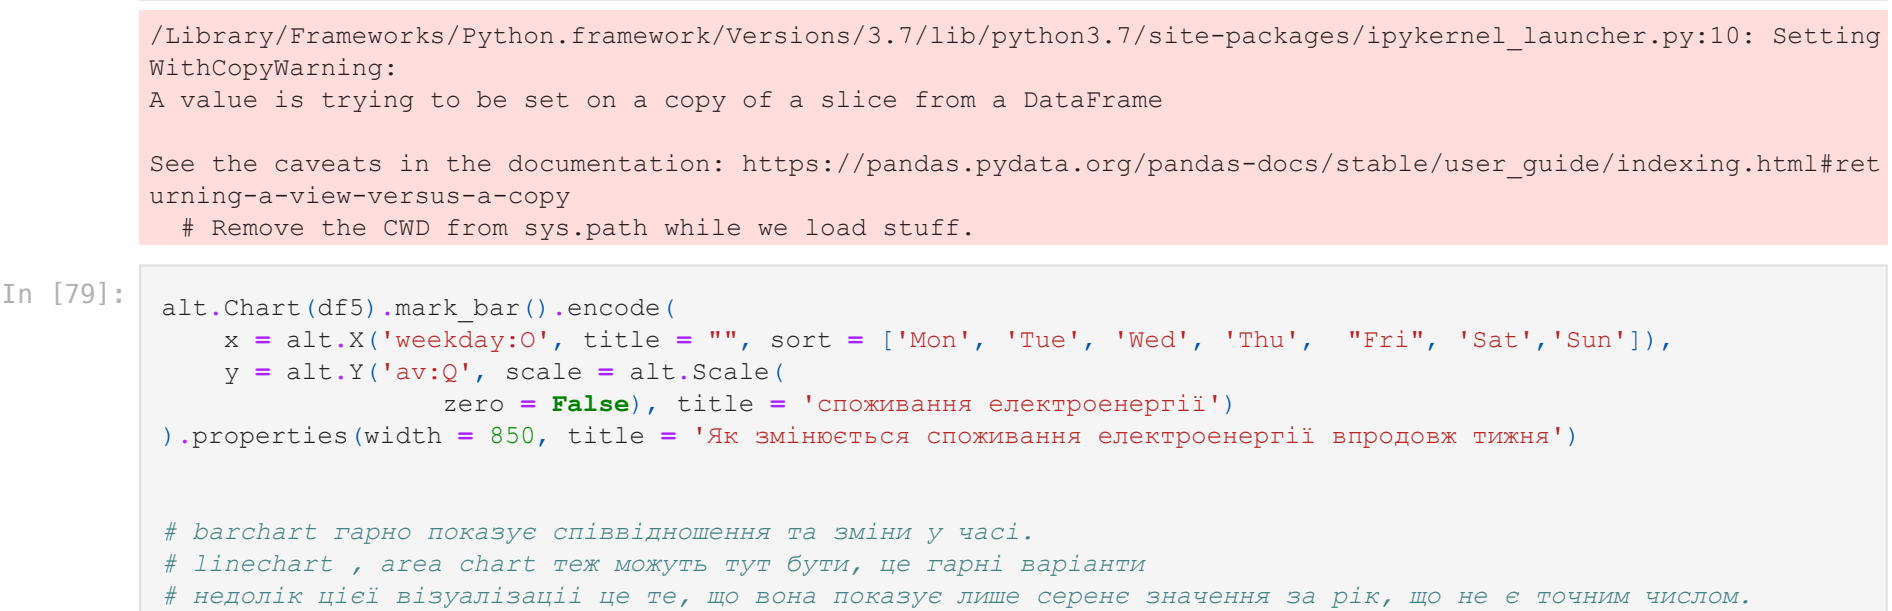 /Library/Frameworks/Python.framework/Versions/3.7/lib/python3.7/site-packages/ipykernel_launcher.py:10: Setting
WithCopyWarning:
A value is trying to be set on a copy of a slice from a DataFrame
See the caveats in the documentation: https://pandas.pydata.org/pandas-docs/stable/user_guide/indexing.html#ret
urning-a-view-versus-a-copy
  # Remove the CWD from sys.path while we load stuff.
In [79]:
alt.Chart(df5).mark_bar().encode(
    x = alt.X('weekday:O', title = "", sort = ['Mon', 'Tue', 'Wed', 'Thu',  "Fri", 'Sat','Sun']),
    y = alt.Y('av:Q', scale = alt.Scale(
                  zero = False), title = 'споживання електроенергії')
).properties(width = 850, title = 'Як змінюється споживання електроенергії впродовж тижня')
# barchart гарно показує співвідношення та зміни у часі.
# linechart , area chart теж можуть тут бути, це гарні варіанти
# недолік цієї візуалізаціі це те, що вона показує лише серенє значення за рік, що не є точним числом.